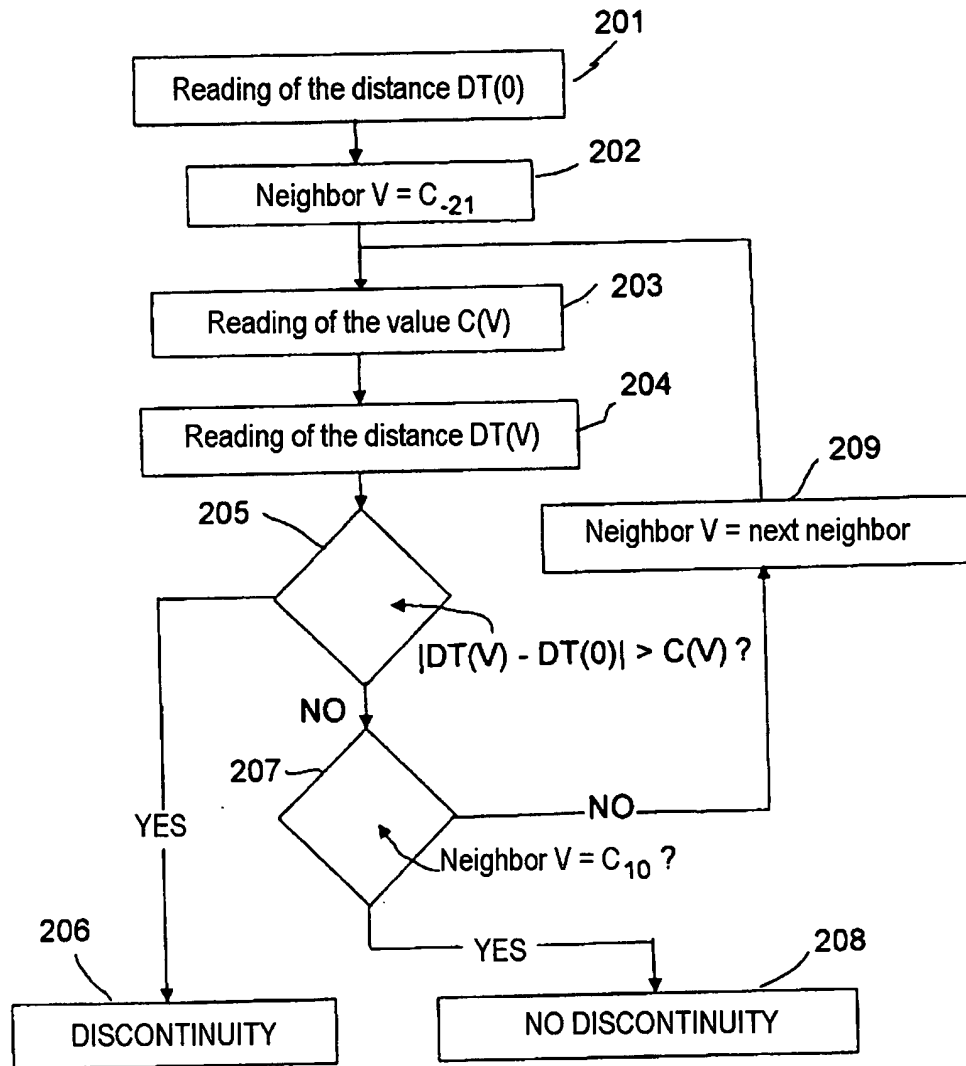 201
Reading of the distance DT(0)
202
Neighbor V = C-21
203
Reading of the value C(V)
204
Reading of the distance DT(V)
209
205
Neighbor V = next neighbor
|DT(V) - DT(0)| > C(V) ?
NO
207
NO
YES
Neighbor V = C10 ?
206
YES
208
DISCONTINUITY
NO DISCONTINUITY